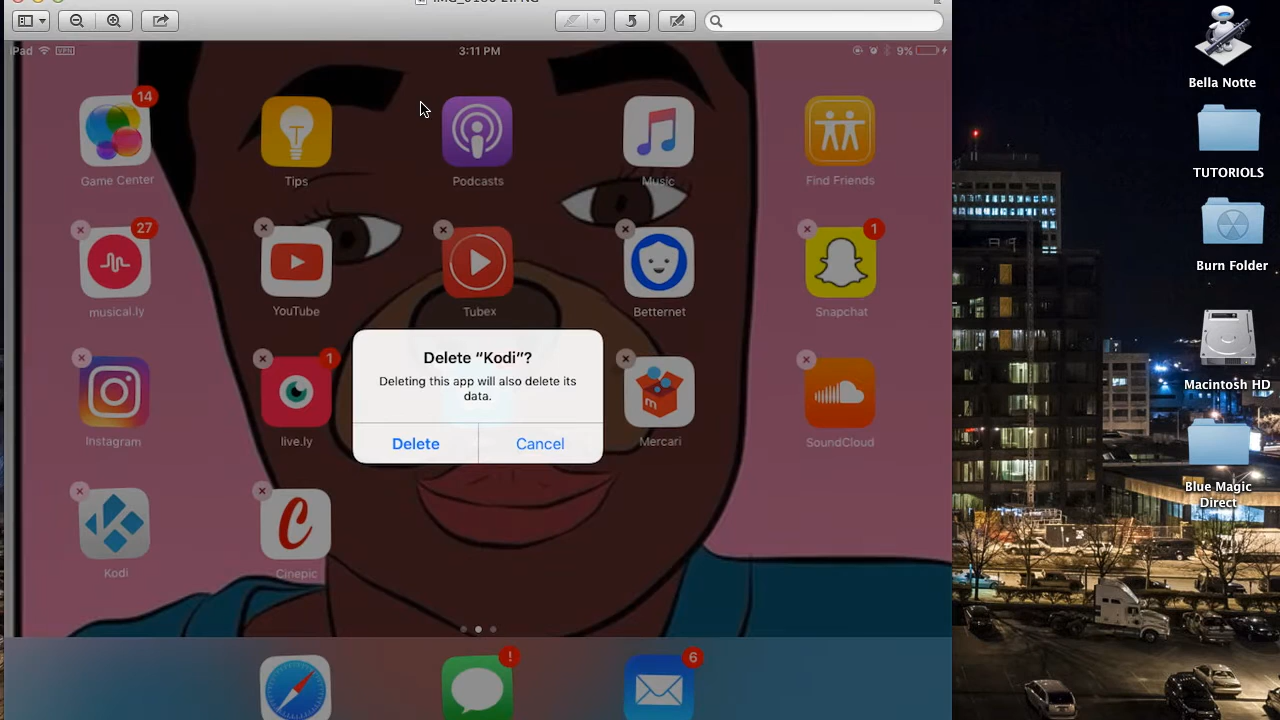 iPad
VPN
3:11 PM
9%
14
Game Center
Tips
Podcasts
Music
Find Friends
27
musical.ly
YouTube
Tubex
Betternet
1
Snapchat
Instagram
1
live.ly
Mercari
SoundCloud
Delete “Kodi”?
Deleting this app will also delete its
data.
Delete
Cancel
Kodi
Cinepic
!
6
Bella Notte
TUTORIOLS
Burn Folder
Macintosh HD
Blue Magic
Direct